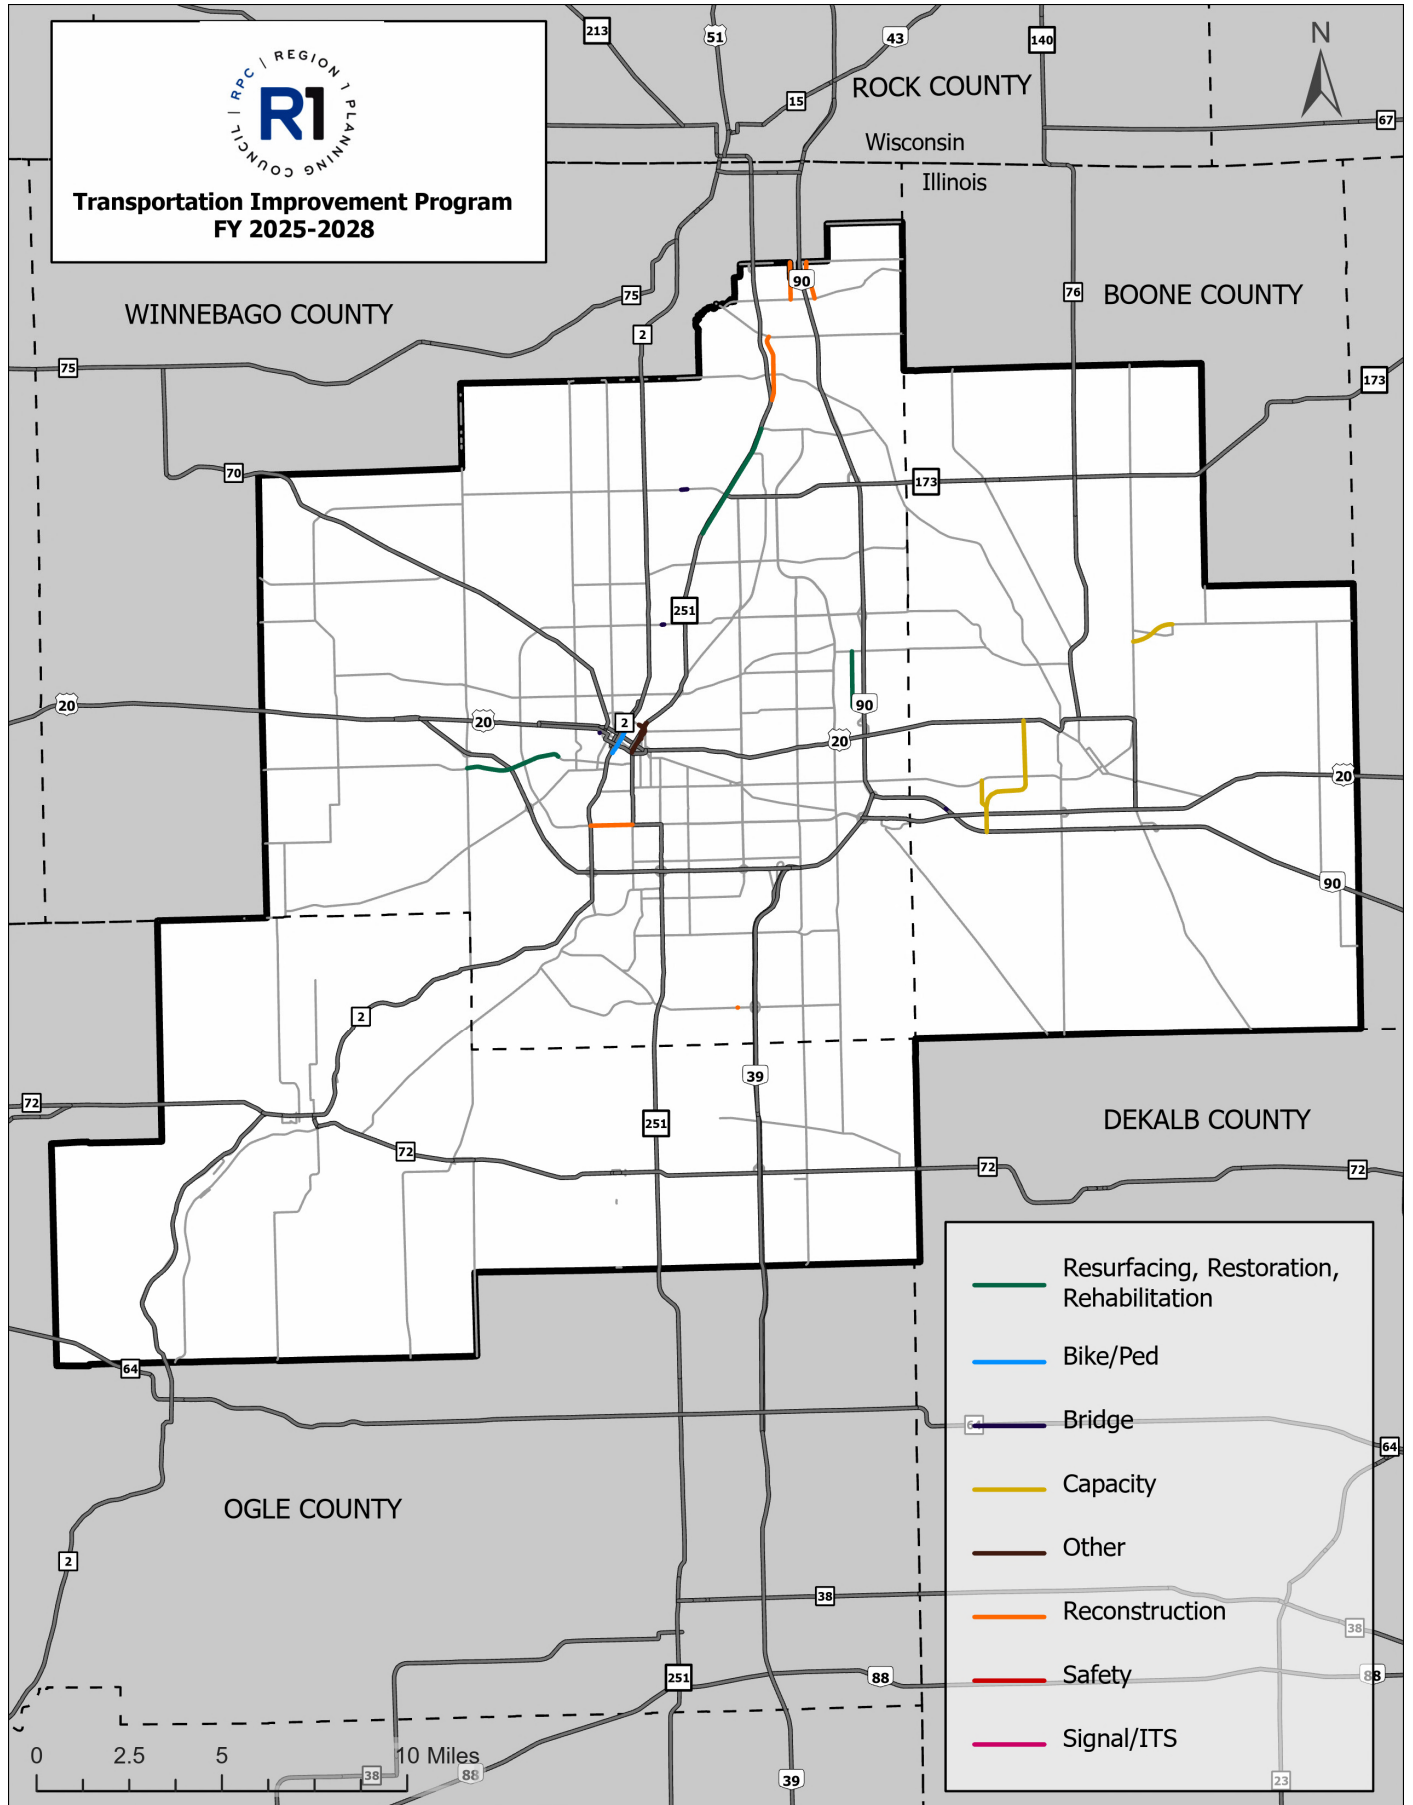 RPC | REGION 1 PLANNING COUNCIL |
R1
Transportation Improvement Program
FY 2025-2028
213
51
43
140
N
15
ROCK COUNTY
67
Wisconsin
Illinois
90
75
76
BOONE COUNTY
WINNEBAGO COUNTY
2
75
173
70
173
251
20
20
2
90
20
20
90
2
39
72
251
DEKALB COUNTY
72
72
72
64
Resurfacing, Restoration,
Rehabilitation
Bike/Ped
64
Bridge
64
Capacity
OGLE COUNTY
Other
2
38
Reconstruction
38
251
88
Safety
88
Signal/ITS
0 2.5 5 10 Miles
38
88
39
23